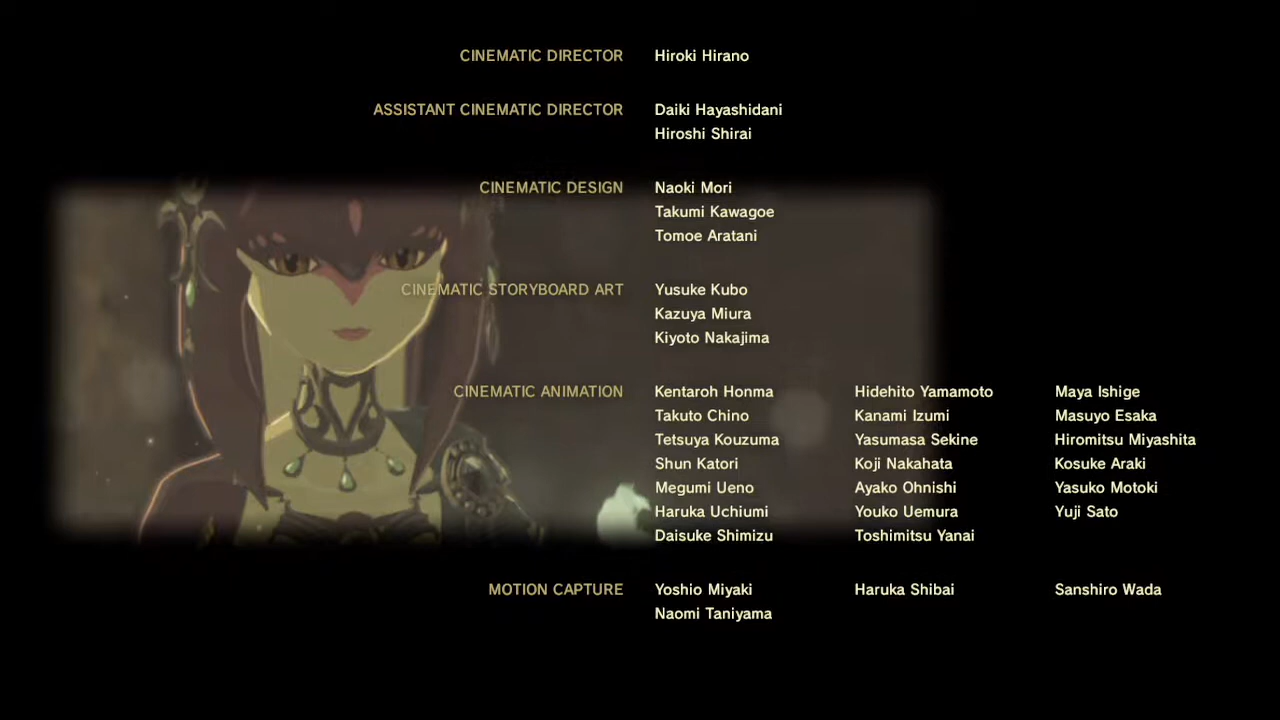 CINEMATIC DIRECTOR Hiroki Hirano
ASSISTANT CINEMATIC DIRECTOR Daiki Hayashidani
Hiroshi Shirai
CINEMATIC DESIGN Naoki Mori
Takumi Kawagoe
Tomoe Aratani
CINEMATIC STORYBOARD ART Yusuke Kubo
Kazuya Miura
Kiyoto Nakajima
CINEMATIC ANIMATION Kentaroh Honma Hidehito Yamamoto Maya Ishige
Takuto Chino Kanami Izumi Masuyo Esaka
Tetsuya Kouzuma Yasumasa Sekine Hiromitsu Miyashita
Shun Katori Koji Nakahata Kosuke Araki
Megumi Ueno Ayako Ohnishi Yasuko Motoki
Haruka Uchiumi Youko Uemura Yuji Sato
Daisuke Shimizu Toshimitsu Yanai
MOTION CAPTURE Yoshio Miyaki Haruka Shibai Sanshiro Wada
Naomi Taniyama